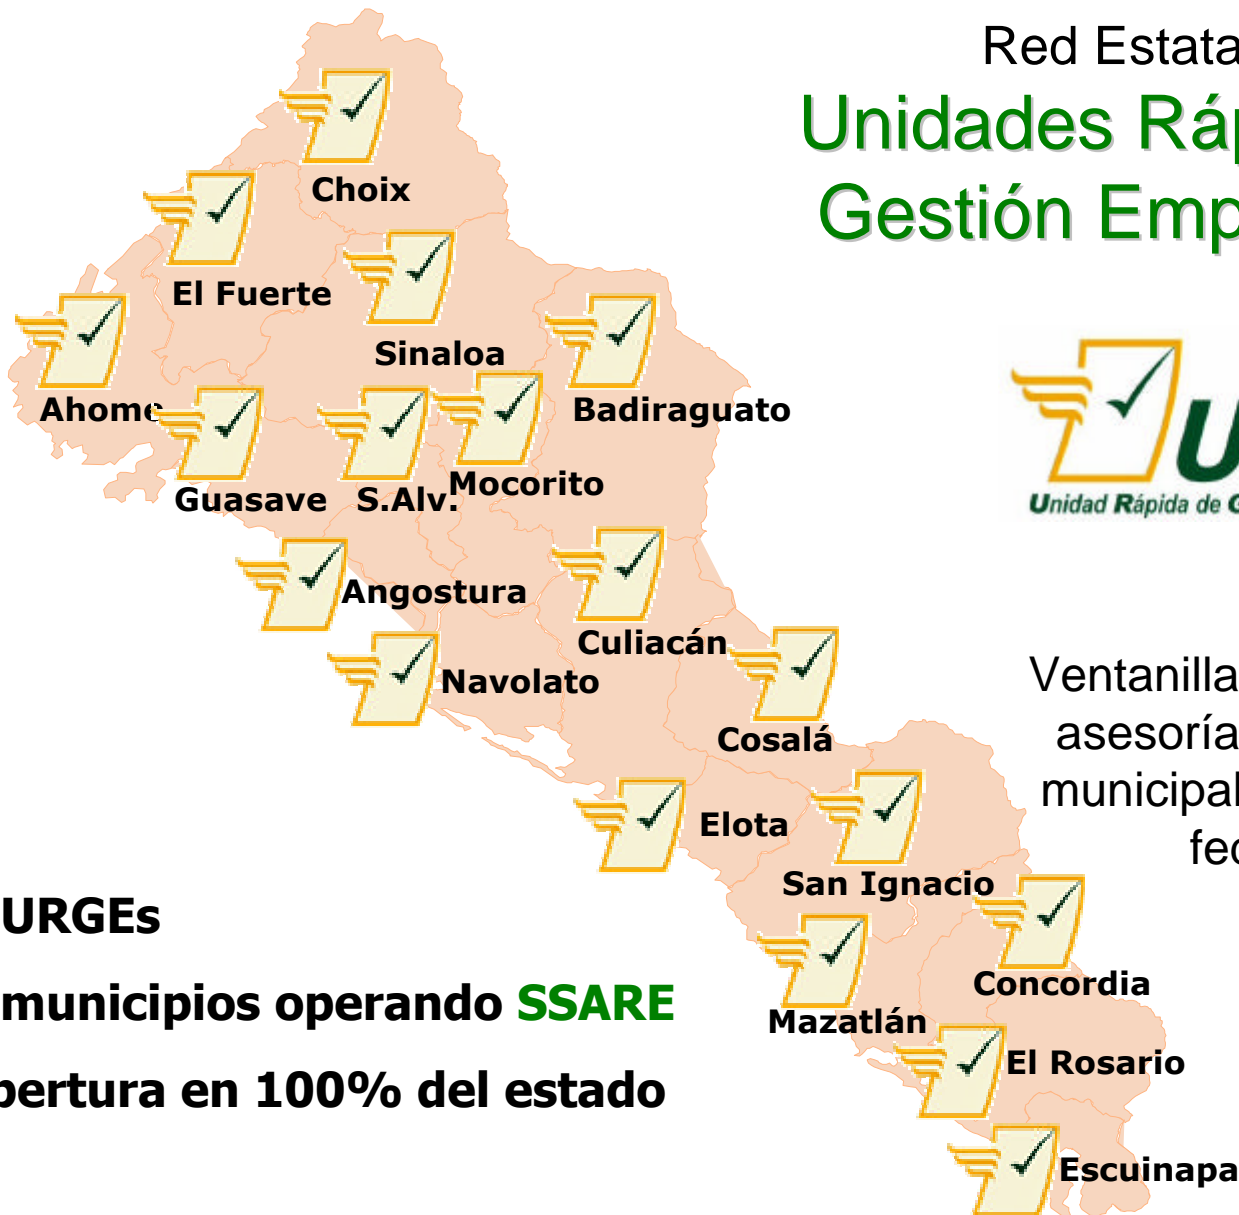 Red Estata
Unidades Ráp
Gestión Emp
Choix
El Fuerte
Sinaloa
Ahome
Badiraguato
Guasave
S.Alv.
Mocorito
U
Unidad Rápida de G
Angostura
Culiacán
Navolato
Cosalá
Ventanilla
asesoría
municipal
fed
Elota
San Ignacio
URGEs
Concordia
municipios operando SSARE
Mazatlán
El Rosario
pertura en 100% del estado
Escuinapa